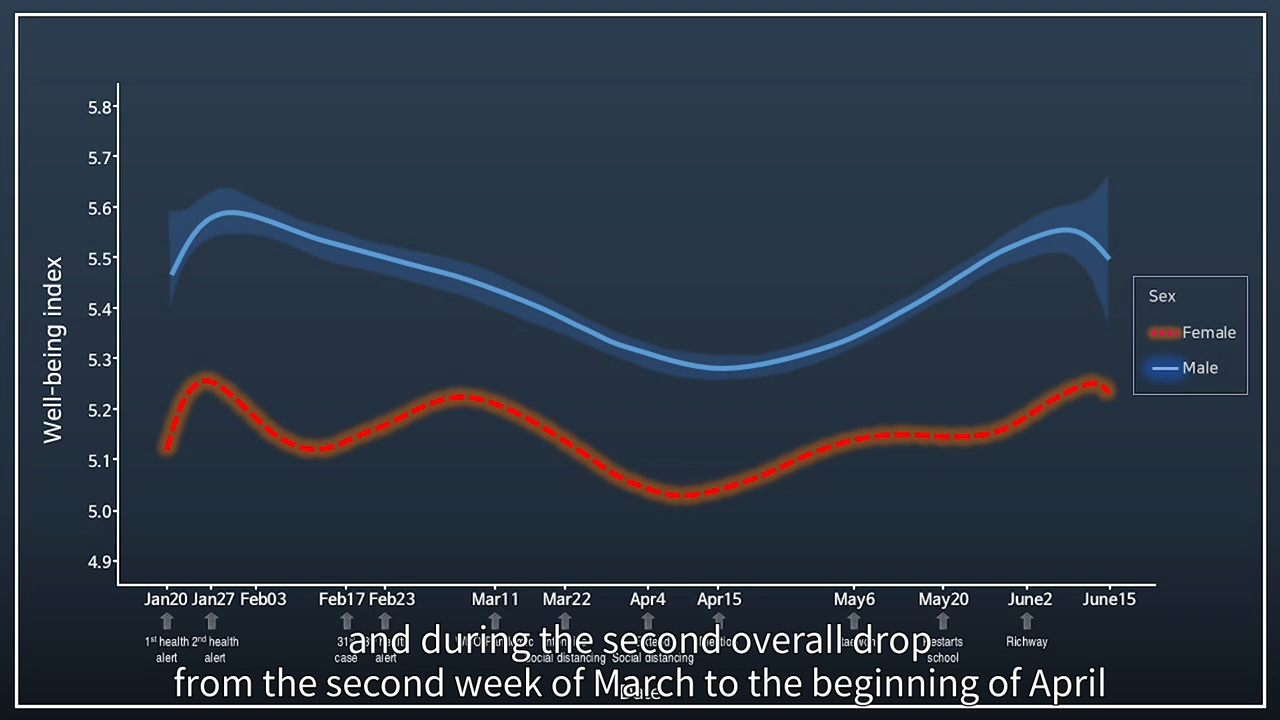 5.8
5.7
5.6
5.5
5.4
5.3
5.2
5.1
5.0
4.9
Well-being index
Sex
Female
Male
Jan20 Jan27 Feb03 Feb17 Feb23 Mar11 Mar22 Apr4 Apr15 May6 May20 June2 June15
1st health alert
2nd health alert
case
alert
Social distancing
Social distancing
restarts school
Richway
Date
and during the second overall drop
from the second week of March to the beginning of April